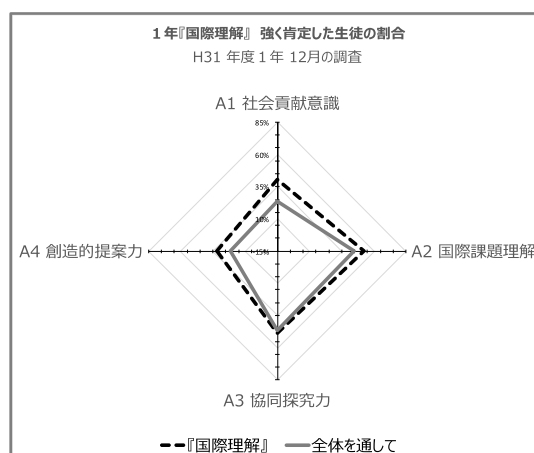 1年『国際理解』 強く肯定した生徒の割合
H31 年度 1 年 12月の調査
A1 社会貢献意識
85%
60%
35%
10%
-15%
A4 創造的提案力
A2 国際課題理解
A3 協同探究力
『国際理解』 全体を通して